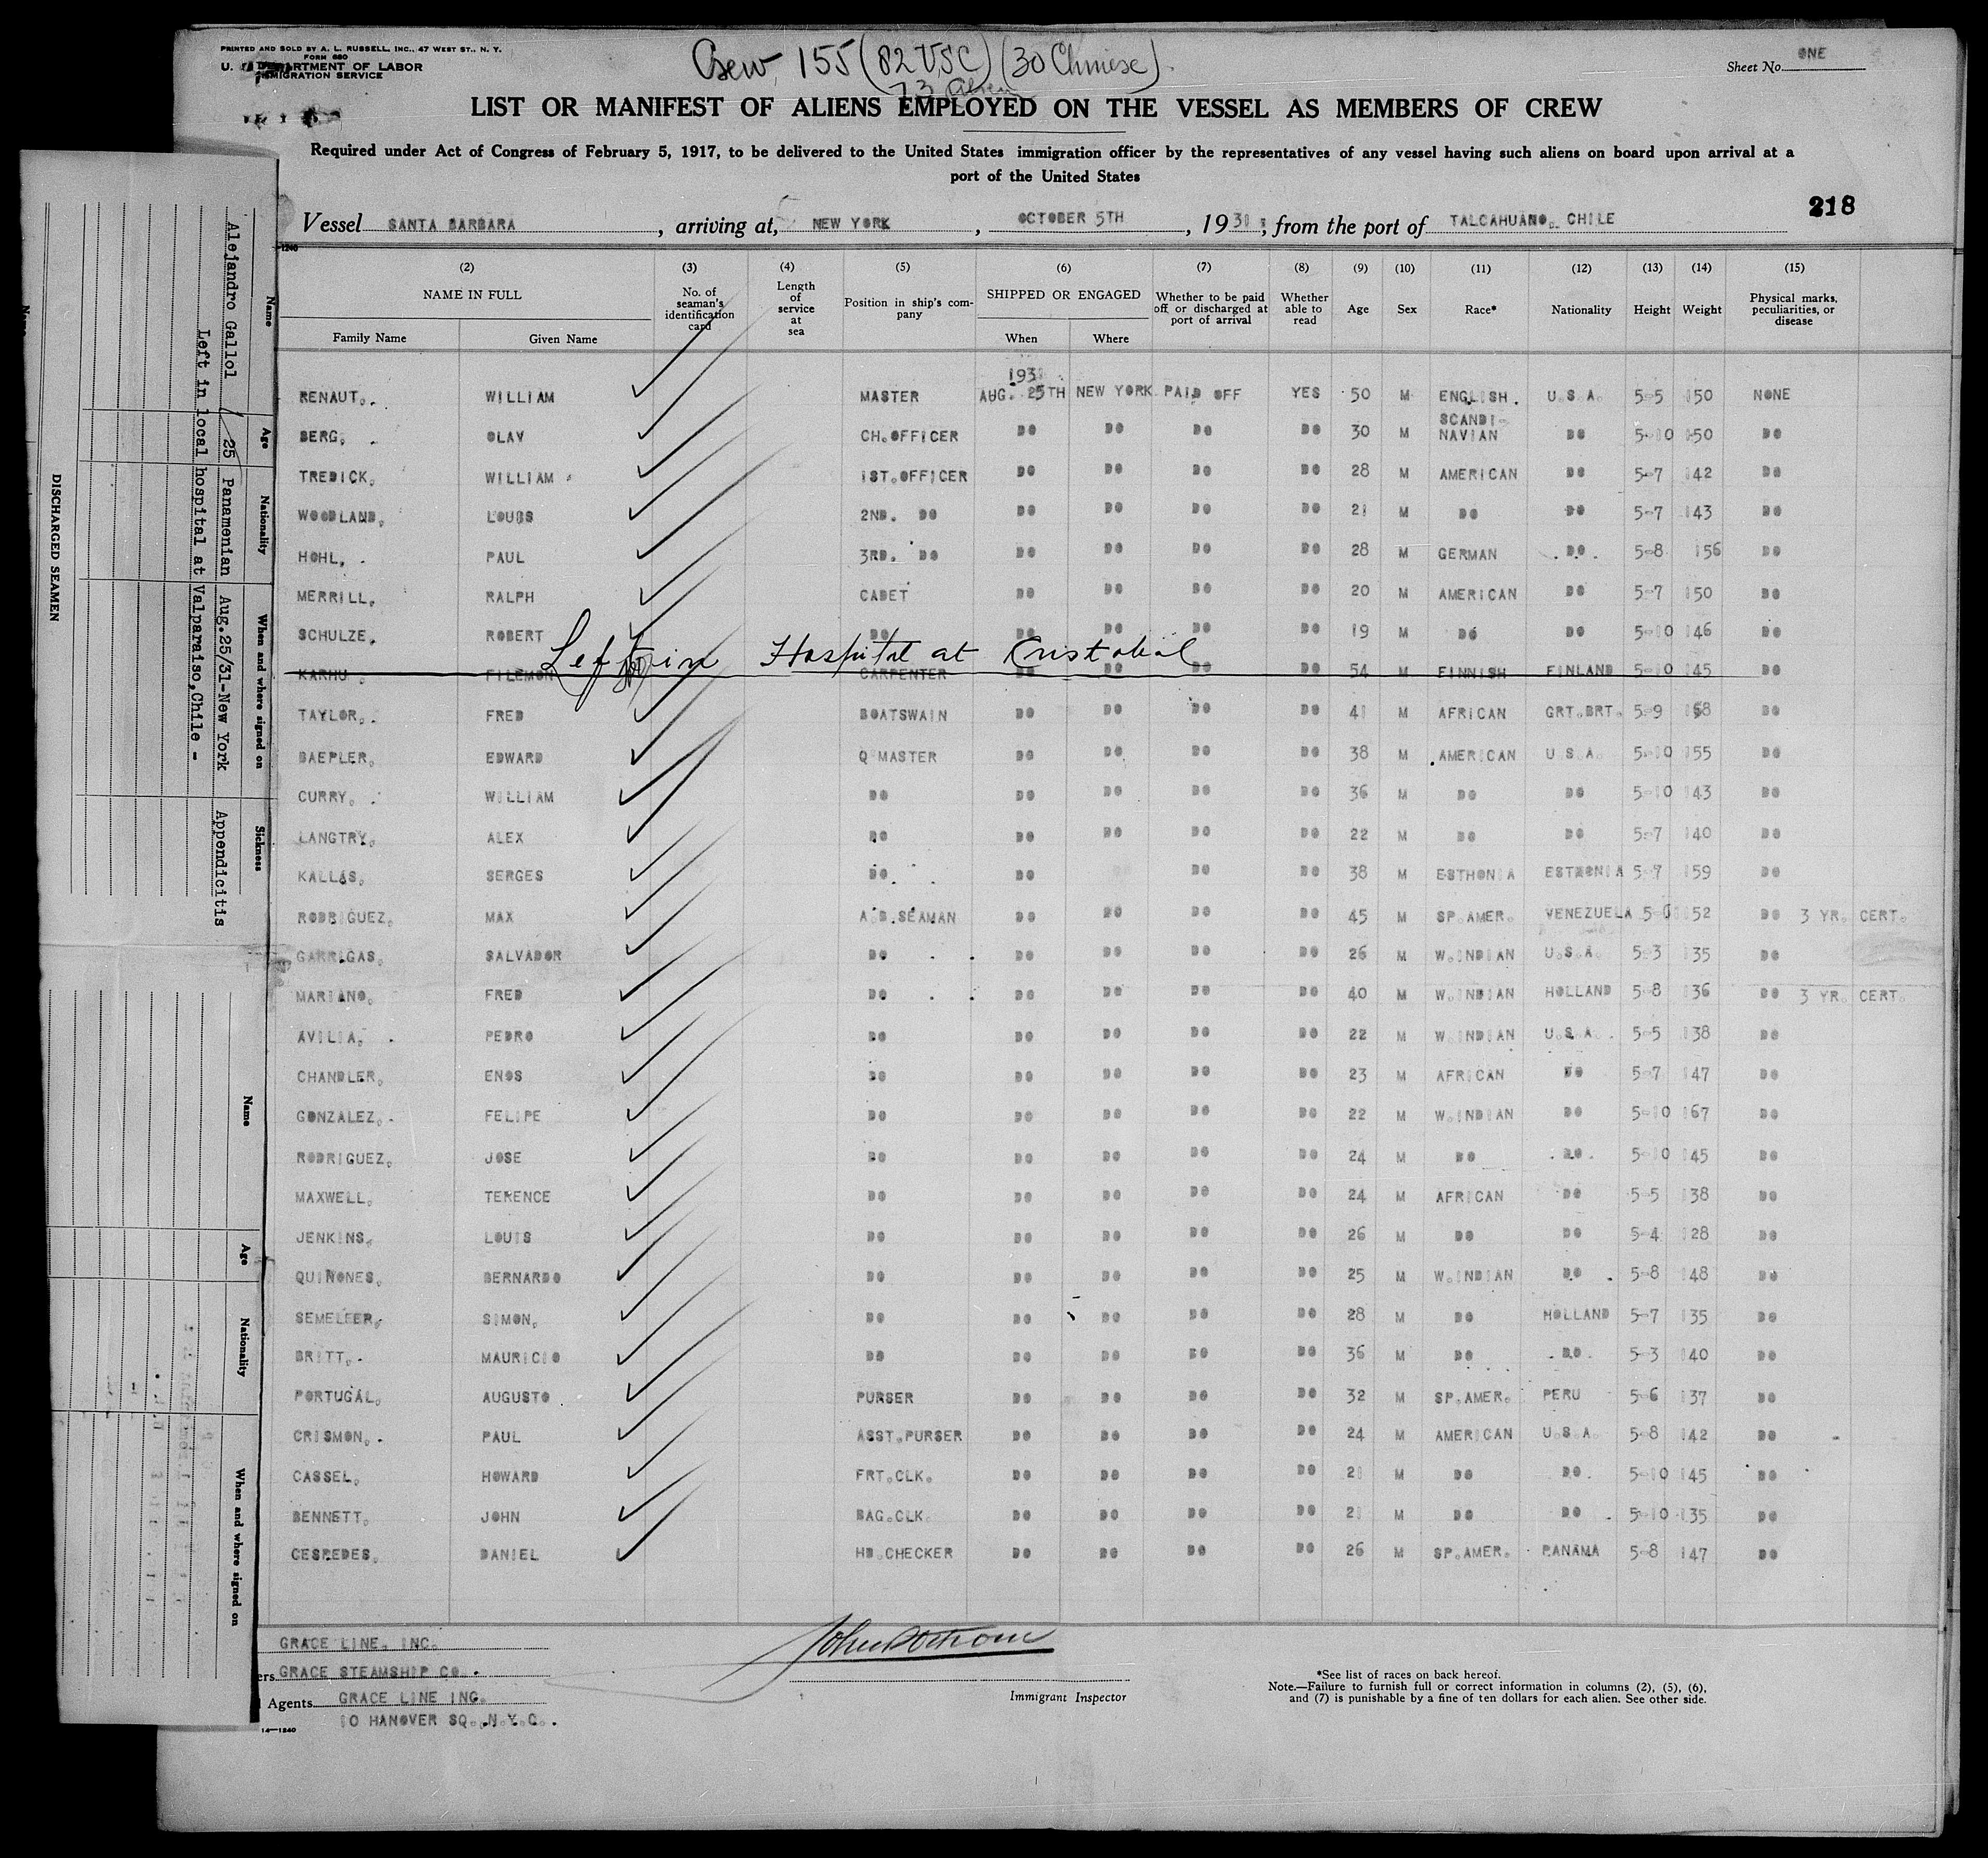 PRINTED AND SOLD BY A. L. RUSSELL, INC., 47 WEST ST., N. Y.
FORM 680
U. S. DEPARTMENT OF LABOR
IMMIGRATION SERVICE
Crew 155 (82 USC) (30 Chinese)
73 Alien
Sheet No. ONE
LIST OR MANIFEST OF ALIENS EMPLOYED ON THE VESSEL AS MEMBERS OF CREW
Required under Act of Congress of February 5, 1917, to be delivered to the United States immigration officer by the representatives of any vessel having such aliens on board upon arrival at a
port of the United States
218
Vessel SANTA BARBARA, arriving at, NEW YORK, OCTOBER 5TH, 1931, from the port of TALCAHUANO. CHILE
(2) (3) (4) (5) (6) (7) (8) (9) (10) (11) (12) (13) (14) (15)
NAME IN FULL No. of seaman's identification card Length of service at sea Position in ship's company SHIPPED OR ENGAGED Whether to be paid off or discharged at port of arrival Whether able to read Age Sex Race* Nationality Height Weight Physical marks, peculiarities, or disease
Family Name Given Name When Where
1931
RENAUT, WILLIAM MASTER AUG. 25TH NEW YORK PAID OFF YES 50 M ENGLISH. U.S.A. 5-5 150 NONE
BERG, OLAV CH.OFFICER DO DO DO DO 30 M SCANDI-NAVIAN DO 5-10 150 DO
TREDICK, WILLIAM 1ST.OFFICER DO DO DO DO 28 M AMERICAN DO 5-7 142 DO
WOODLAND, LOUIS 2ND. DO DO DO DO DO 21 M DO DO 5-7 143 DO
HOHL, PAUL 3RD. DO DO DO DO DO 28 M GERMAN DO 5-8 156 DO
MERRILL, RALPH CADET DO DO DO DO 20 M AMERICAN DO 5-7 150 DO
SCHULZE, ROBERT DO DO DO DO DO 19 M DO DO 5-10 146 DO
Left in Hospital at Cristobal
KARHU, FILEMON CARPENTER DO DO DO DO 54 M FINNISH FINLAND 5-10 145 DO
TAYLOR, FRED BOATSWAIN DO DO DO DO 41 M AFRICAN GRT.BRT. 5-9 158 DO
BAEPLER, EDWARD Q MASTER DO DO DO DO 38 M AMERICAN U.S.A. 5-10 155 DO
CURRY, WILLIAM DO DO DO DO DO 36 M DO DO 5-10 143 DO
LANGTRY, ALEX DO DO DO DO DO 22 M DO DO 5-7 140 DO
KALLAS, SERGES DO DO DO DO 38 M ESTHONIA ESTHONIA 5-7 159 DO
RODRIGUEZ, MAX A.B.SEAMAN DO DO DO DO 45 M SP.AMER. VENEZUELA 5-6 152 DO 3 YR. CERT.
GARRIGAS, SALVADOR DO DO DO DO DO 26 M W.INDIAN U.S.A. 5-3 135 DO
MARIANO, FRED DO DO DO DO DO 40 M W.INDIAN HOLLAND 5-8 136 DO 3 YR. CERT.
AVILIA, PEDRO DO DO DO DO DO 22 M W.INDIAN U.S.A. 5-5 138 DO
CHANDLER, ENOS DO DO DO DO DO 23 M AFRICAN DO 5-7 147 DO
GONZALEZ, FELIPE DO DO DO DO DO 22 M W.INDIAN DO 5-10 167 DO
RODRIGUEZ, JOSE DO DO DO DO DO 24 M DO DO 5-10 145 DO
MAXWELL, TERENCE DO DO DO DO DO 24 M AFRICAN DO 5-5 138 DO
JENKINS, LOUIS DO DO DO DO DO 26 M DO DO 5-4 128 DO
QUINONES, BERNARDO DO DO DO DO DO 25 M W.INDIAN DO 5-8 148 DO
SEMELEER, SIMON, DO DO DO DO DO 28 M DO HOLLAND 5-7 135 DO
BRITT, MAURICIO DO DO DO DO DO 36 M DO DO 5-3 140 DO
PORTUGAL, AUGUSTO PURSER DO DO DO DO 32 M SP.AMER. PERU 5-6 137 DO
CRISMON, PAUL ASST.PURSER DO DO DO DO 24 M AMERICAN U.S.A. 5-8 142 DO
CASSEL, HOWARD FRT.CLK. DO DO DO DO 21 M DO DO 5-10 145 DO
BENNETT, JOHN BAG.CLK. DO DO DO DO 21 M DO DO 5-10 135 DO
CESPEDES, DANIEL HD.CHECKER DO DO DO DO 26 M SP.AMER. PANAMA 5-8 147 DO
GRACE LINE. INC.
ers GRACE STEAMSHIP CO.
Agents GRACE LINE INC.
10 HANOVER SQ. N.Y.C.
14—1240
Immigrant Inspector
*See list of races on back hereof.
Note.—Failure to furnish full or correct information in columns (2), (5), (6),
and (7) is punishable by a fine of ten dollars for each alien. See other side.
DISCHARGED SEAMEN
Name Age Nationality When and where signed on Sickness
Alejandro Gallol 25 Panamenian Aug.25/31-New York Appendicitis
Left in local hospital at Valparaiso, Chile -
Name Age Nationality When and where signed on